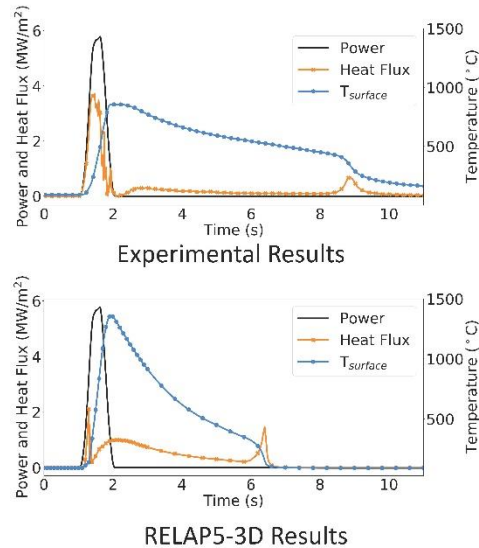 Power and Heat Flux (MW/m²)
6
4
2
0
Power
Heat Flux
T_surface
1500
1000
500
Temperature (°C)
0 2 4 6 8 10
Time (s)
Experimental Results
Power and Heat Flux (MW/m²)
6
4
2
0
Power
Heat Flux
T_surface
1500
1000
500
Temperature (°C)
0 2 4 6 8 10
Time (s)
RELAP5-3D Results